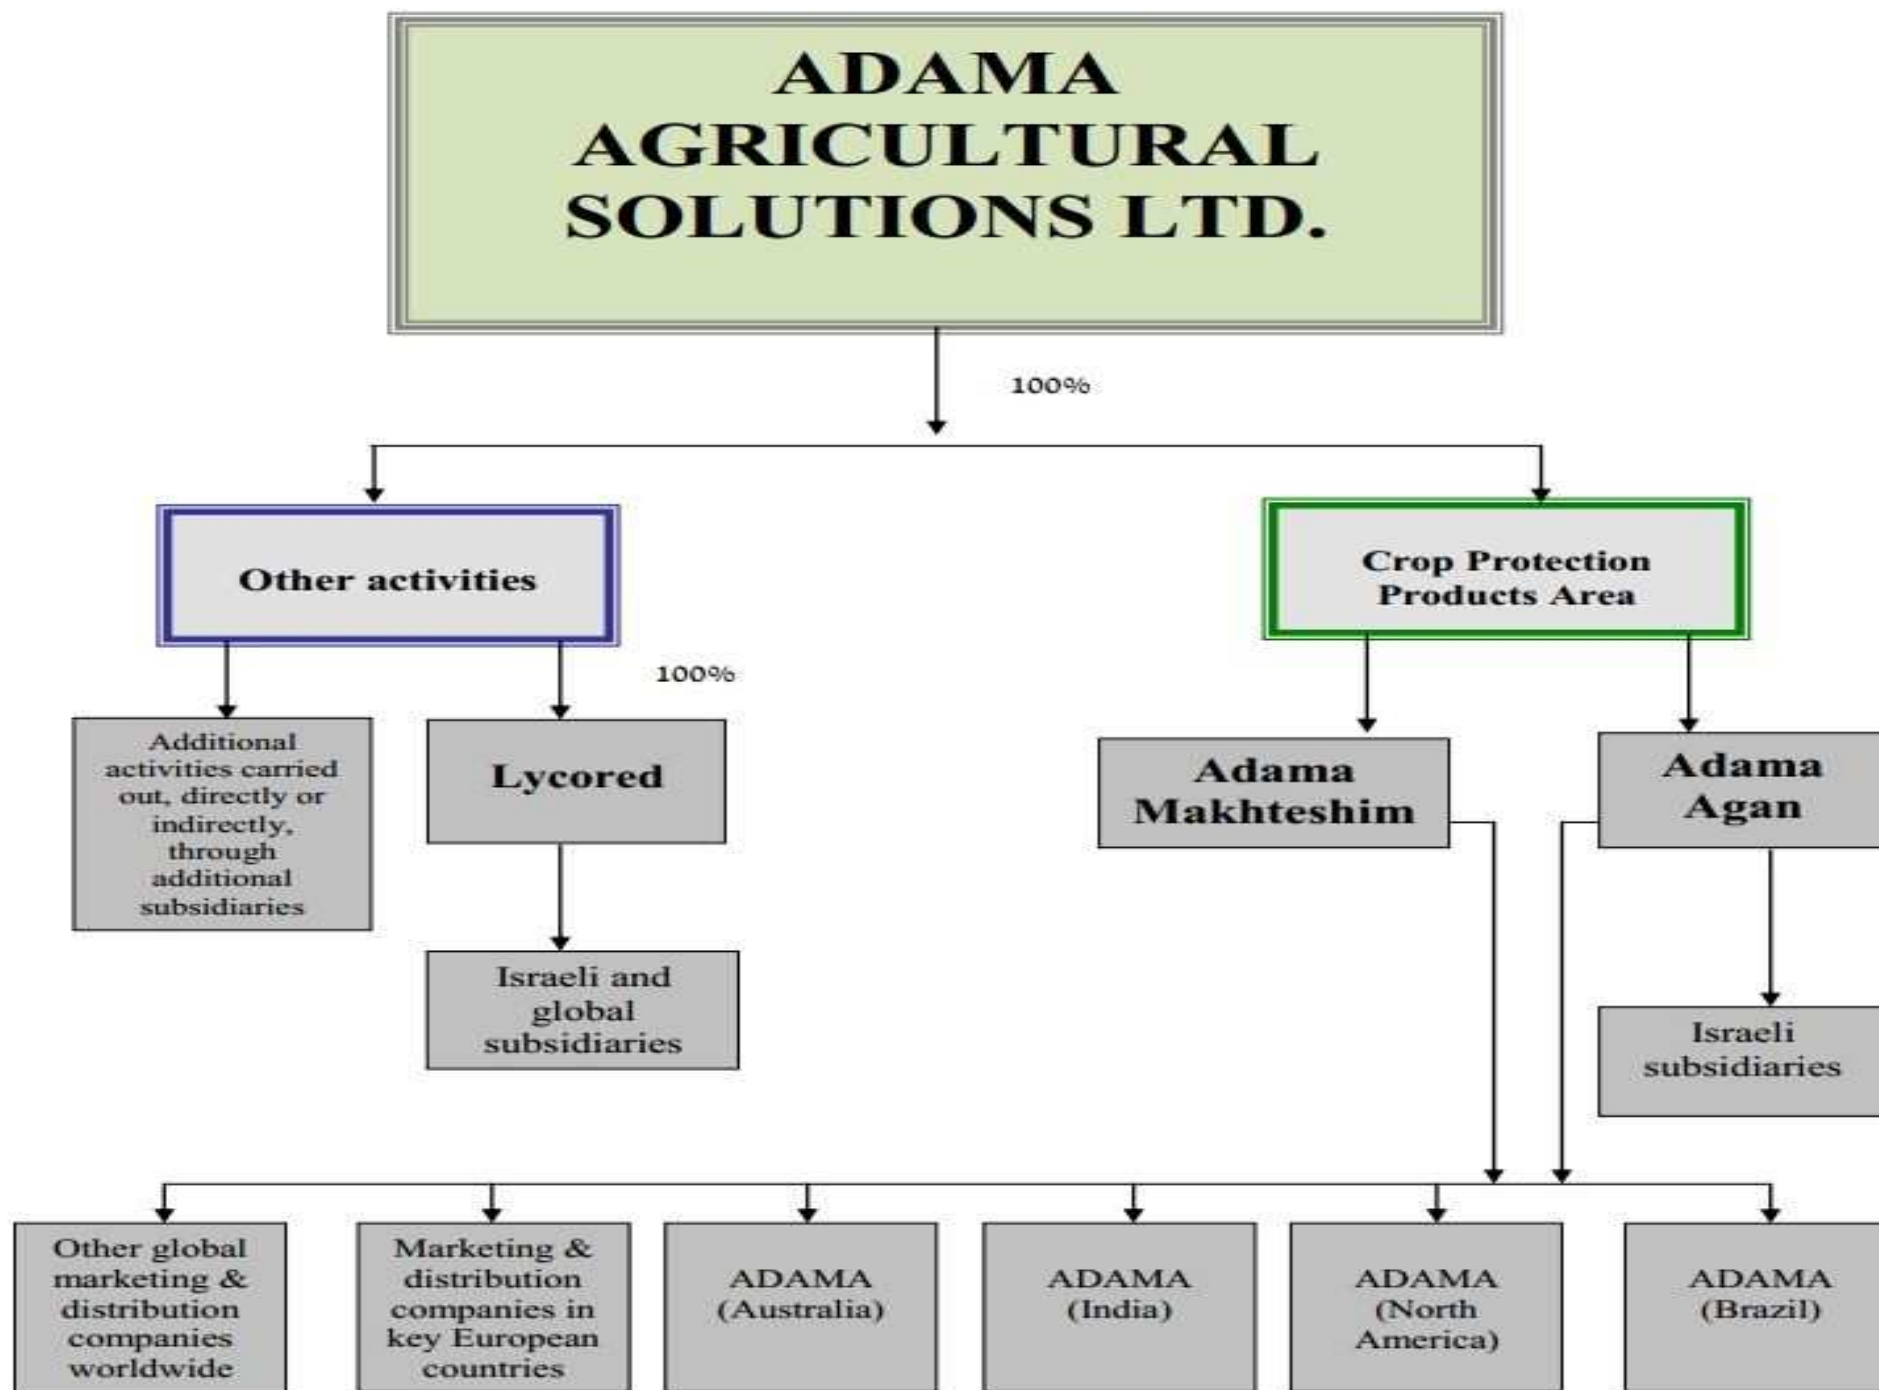 ADAMA
AGRICULTURAL
SOLUTIONS LTD.
100%
Other activities
Crop Protection
Products Area
100%
Additional
activities carried
out, directly or
indirectly,
through
additional
subsidiaries
Lycored
Adama
Makhteshim
Adama
Agan
Israeli and
global
subsidiaries
Israeli
subsidiaries
Other global
marketing &
distribution
companies
worldwide
Marketing &
distribution
companies in
key European
countries
ADAMA
(Australia)
ADAMA
(India)
ADAMA
(North
America)
ADAMA
(Brazil)